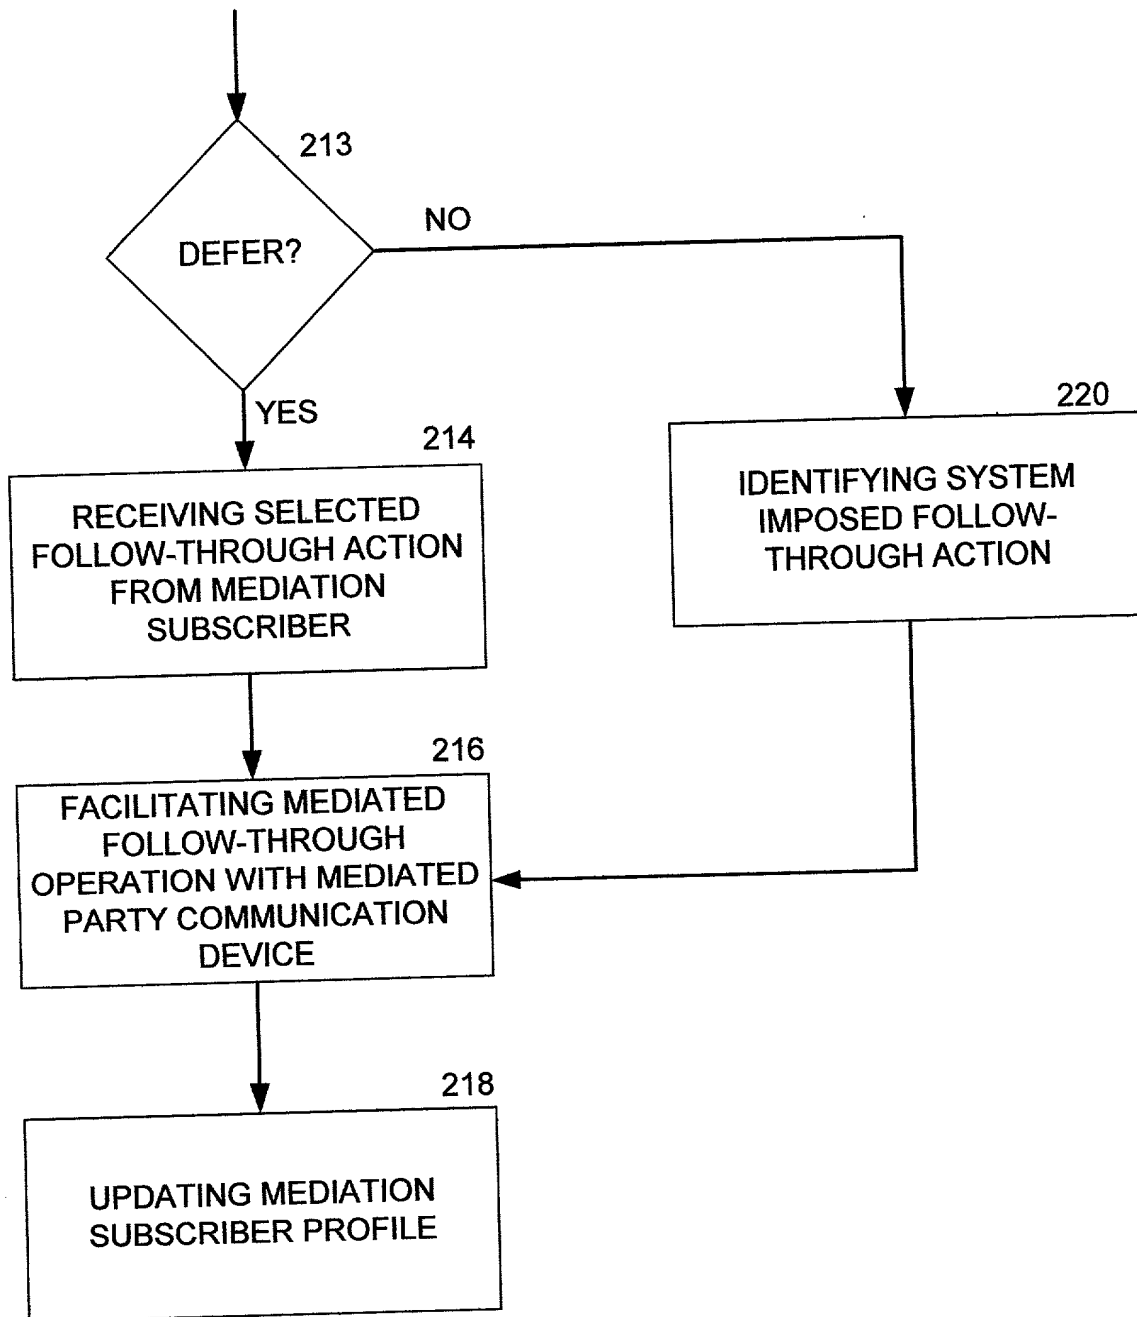 213
DEFER?
NO
YES
214
RECEIVING SELECTED
FOLLOW-THROUGH ACTION
FROM MEDIATION
SUBSCRIBER
220
IDENTIFYING SYSTEM
IMPOSED FOLLOW-
THROUGH ACTION
216
FACILITATING MEDIATED
FOLLOW-THROUGH
OPERATION WITH MEDIATED
PARTY COMMUNICATION
DEVICE
218
UPDATING MEDIATION
SUBSCRIBER PROFILE